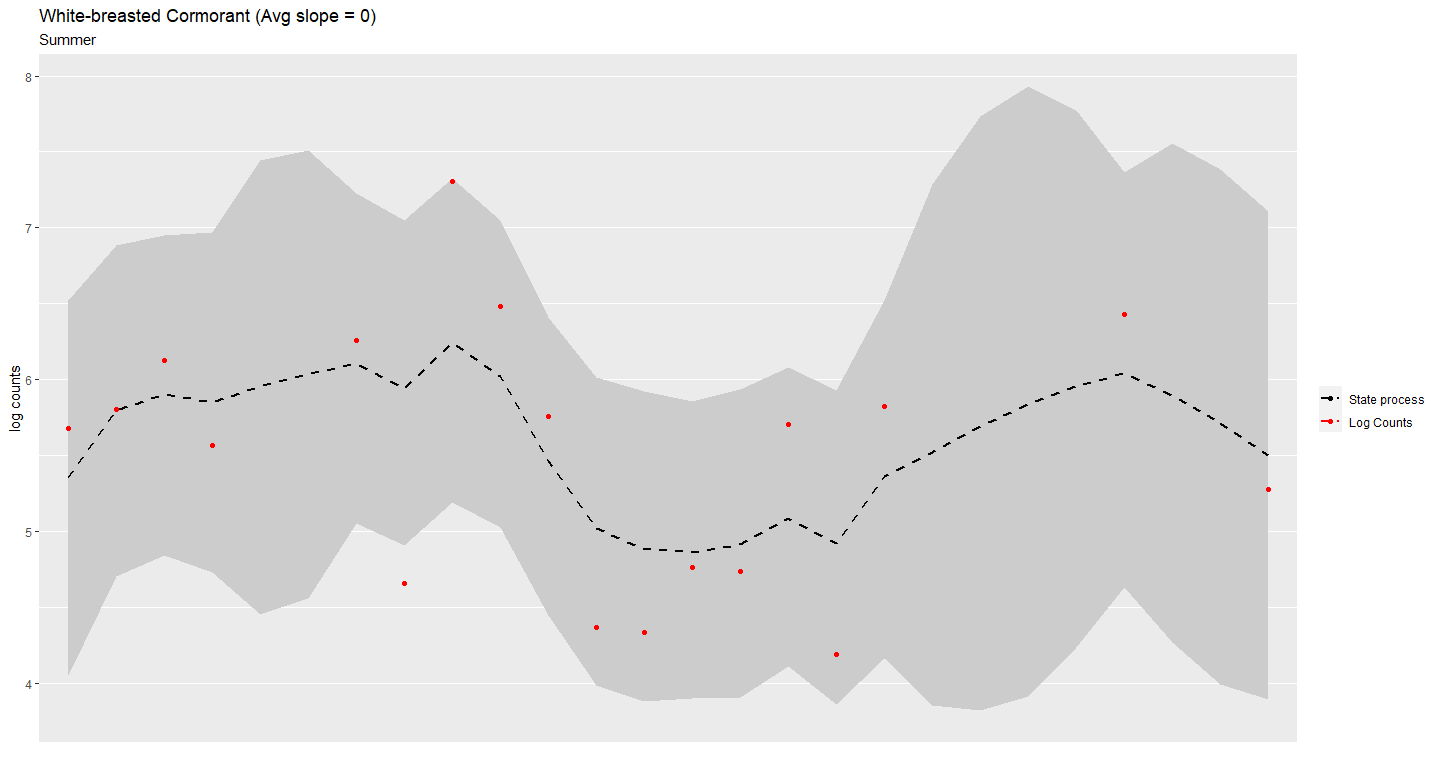 White-breasted Cormorant (Avg slope = 0)
Summer
8
7
6
5
4
log counts
State process
Log Counts